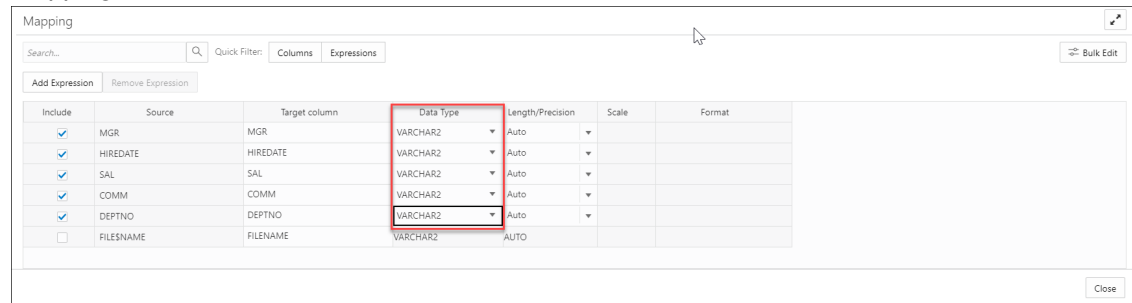 Mapping
Search... Quick Filter: Columns Expressions Bulk Edit
Add Expression Remove Expression
Include Source Target column Data Type Length/Precision Scale Format
MGR MGR VARCHAR2 Auto
HIREDATE HIREDATE VARCHAR2 Auto
SAL SAL VARCHAR2 Auto
COMM COMM VARCHAR2 Auto
DEPTNO DEPTNO VARCHAR2 Auto
FILE$NAME FILENAME VARCHAR2 AUTO
Close